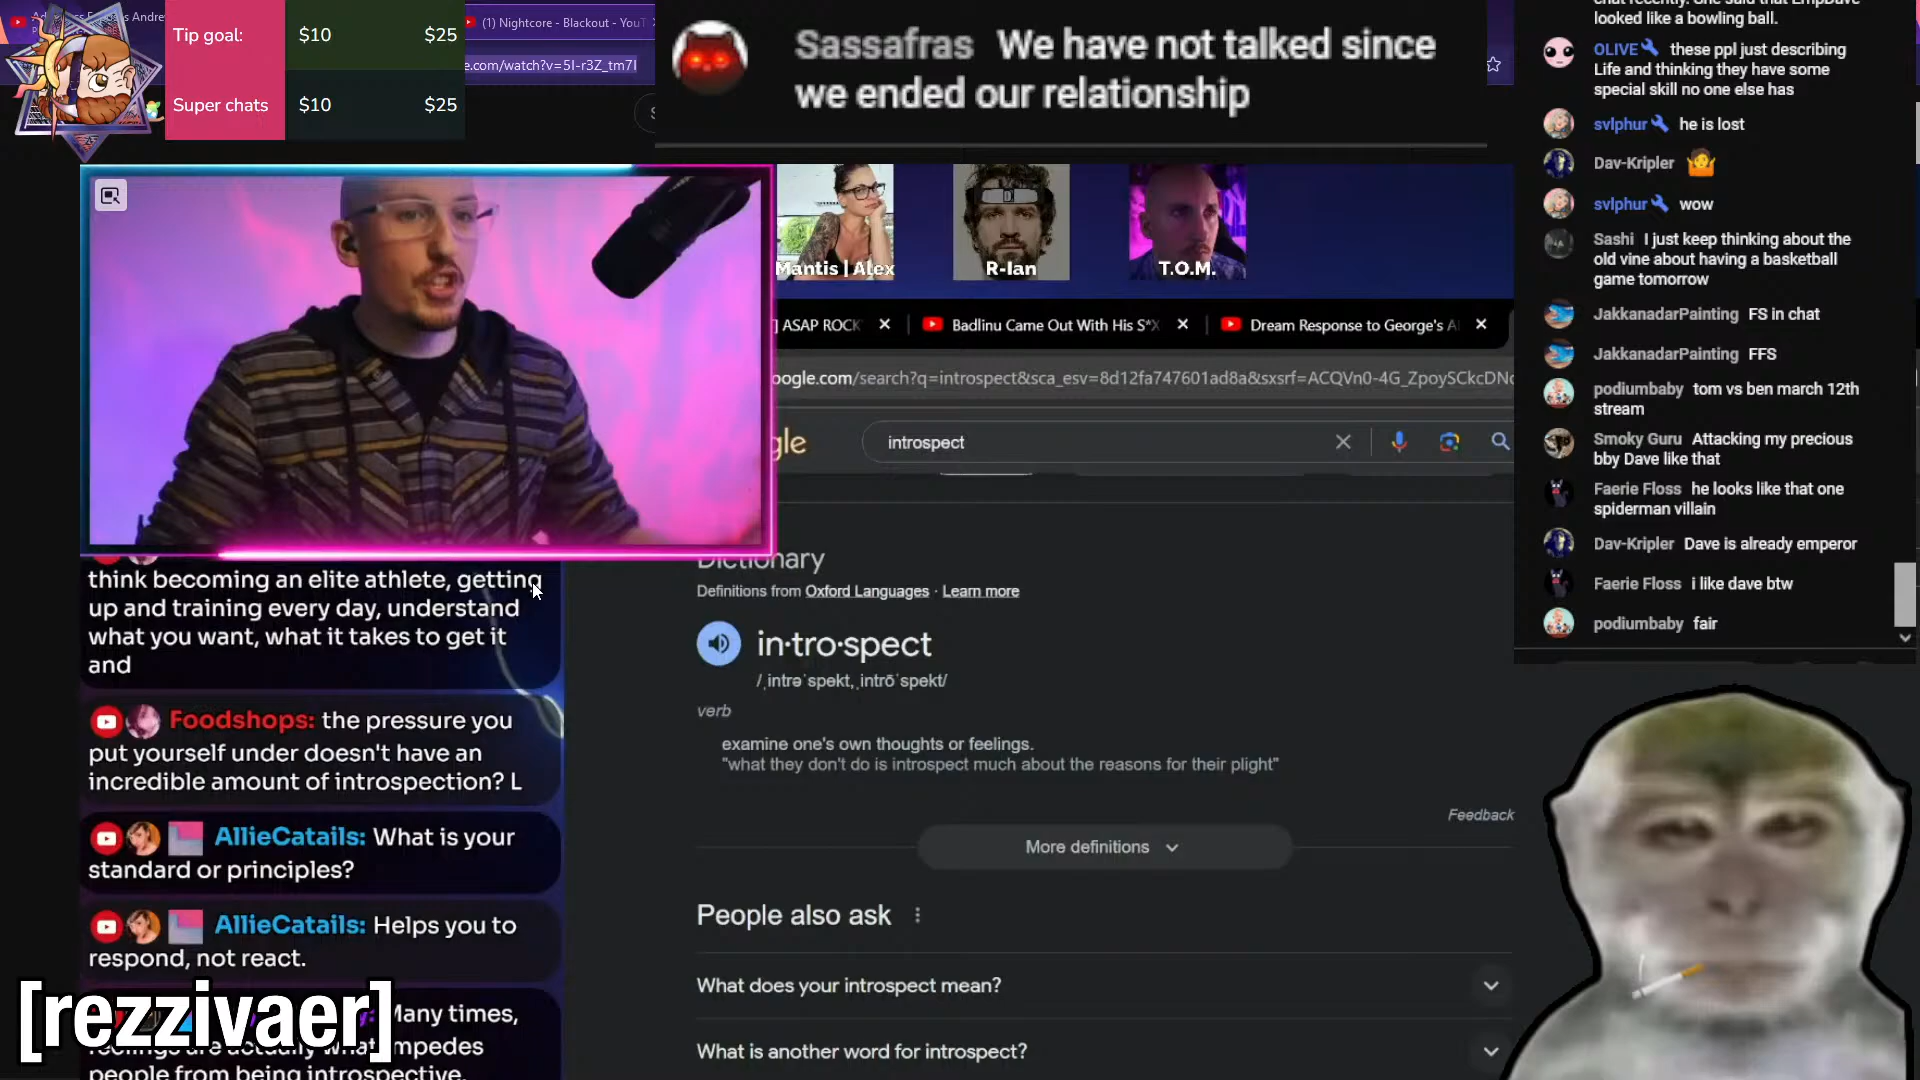 (1) Nightcore - Blackout - YouT
e.com/watch?v=5I-r3Z_tm7I
Tip goal: $10 $25
Super chats $10 $25
Sassafras We have not talked since
we ended our relationship
looked like a bowling ball.
OLIVE these ppl just describing
Life and thinking they have some
special skill no one else has
svlphur he is lost
Dav-Kripler
svlphur wow
Sashi I just keep thinking about the
old vine about having a basketball
game tomorrow
JakkanadarPainting FS in chat
JakkanadarPainting FFS
podiumbaby tom vs ben march 12th
stream
Smoky Guru Attacking my precious
bby Dave like that
Faerie Floss he looks like that one
spiderman villain
Dav-Kripler Dave is already emperor
Faerie Floss i like dave btw
podiumbaby fair
Mantis | Alex
R-Ian
T.O.M.
] ASAP ROCK
Badlinu Came Out With His S*X
Dream Response to George's Al
oogle.com/search?q=introspect&sca_esv=8d12fa747601ad8a&sxsrf=ACQVn0-4G_ZpoySCkcDN
gle
introspect
Dictionary
Definitions from Oxford Languages · Learn more
in·tro·spect
/ˌintrəˈspekt,ˌintrōˈspekt/
verb
examine one's own thoughts or feelings.
"what they don't do is introspect much about the reasons for their plight"
Feedback
More definitions
People also ask
What does your introspect mean?
What is another word for introspect?
think becoming an elite athlete, getting
up and training every day, understand
what you want, what it takes to get it
and
Foodshops: the pressure you
put yourself under doesn't have an
incredible amount of introspection? L
AllieCatails: What is your
standard or principles?
AllieCatails: Helps you to
respond, not react.
Many times,
feelings are actually what impedes
people from being introspective.
[rezzivaer]